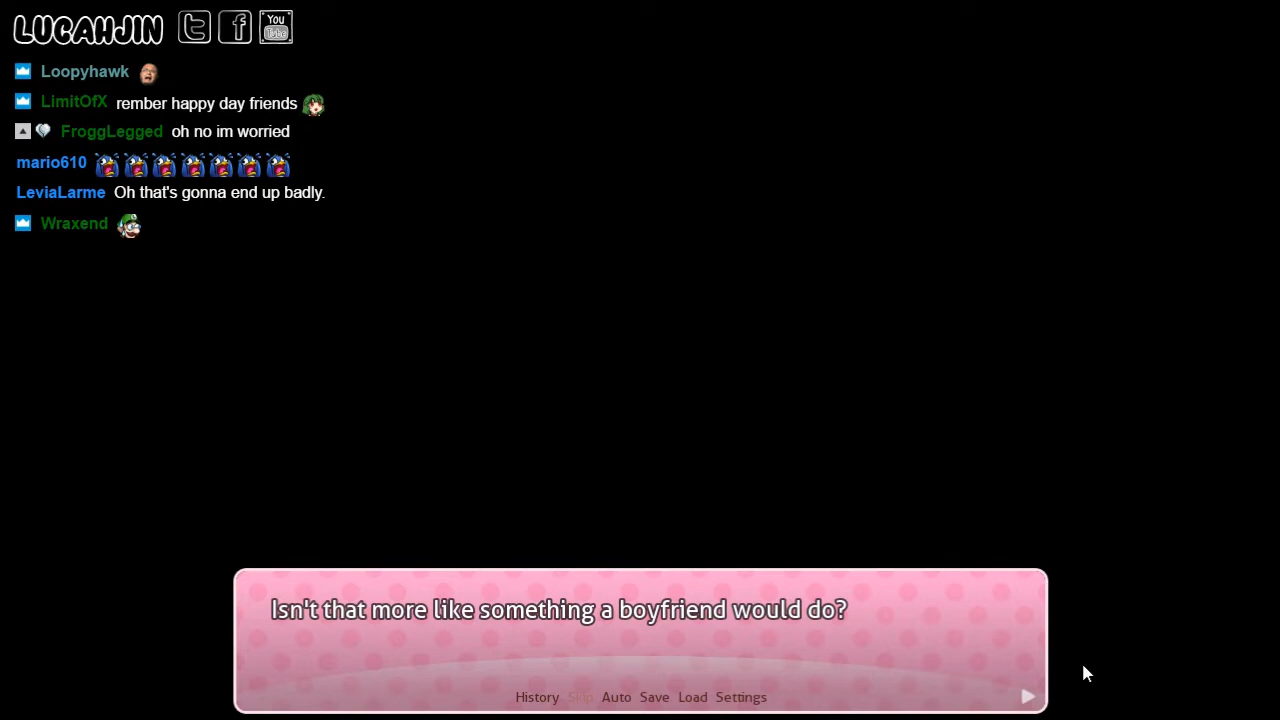 LUCAHJIN You Tube
Loopyhawk
LimitOfX rember happy day friends
FroggLegged oh no im worried
mario610
LeviaLarme Oh that's gonna end up badly.
Wraxend
Isn't that more like something a boyfriend would do?
History Skip Auto Save Load Settings